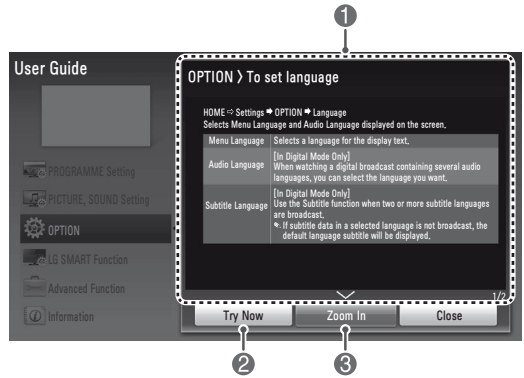 1
User Guide
OPTION > To set language
HOME ⇨ Settings ➡ OPTION ➡ Language
Selects Menu Language and Audio Language displayed on the screen.
Menu Language Selects a language for the display text.
Audio Language [In Digital Mode Only]
When watching a digital broadcast containing several audio
languages, you can select the language you want.
Subtitle Language [In Digital Mode Only]
Use the Subtitle function when two or more subtitle languages
are broadcast.
If subtitle data in a selected language is not broadcast, the
default language subtitle will be displayed.
PROGRAMME Setting
PICTURE, SOUND Setting
OPTION
LG SMART Function
Advanced Function
Information
1/2
Try Now Zoom In Close
2 3